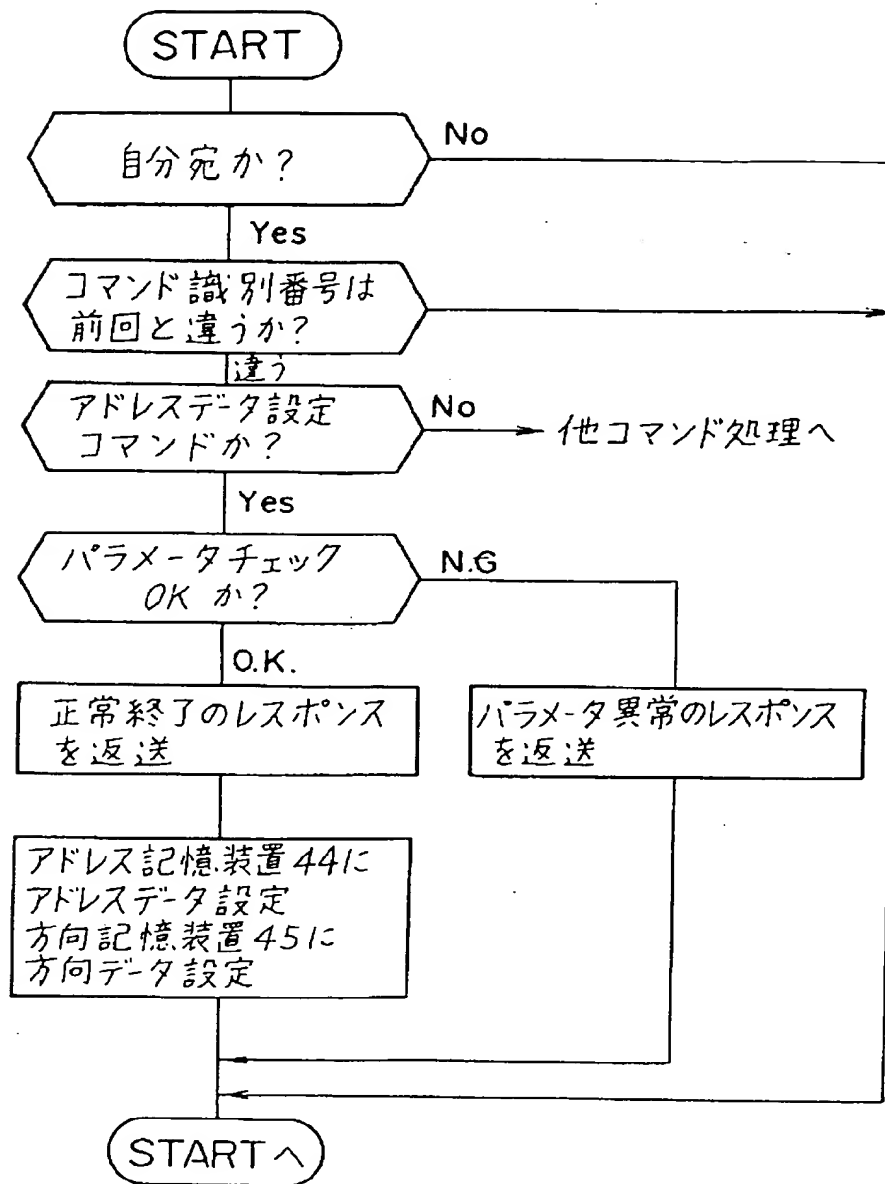 START
自分宛か?
No
Yes
コマンド識別番号は
前回と違うか?
違う
アドレスデータ設定
コマンドか?
No
他コマンド処理へ
Yes
パラメータチェック
OKか?
N.G
O.K.
正常終了のレスポンス
を返送
パラメータ異常のレスポンス
を返送
アドレス記憶装置44に
アドレスデータ設定
方向記憶装置45に
方向データ設定
STARTへ